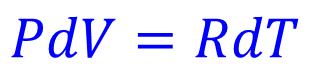 PdV = RdT